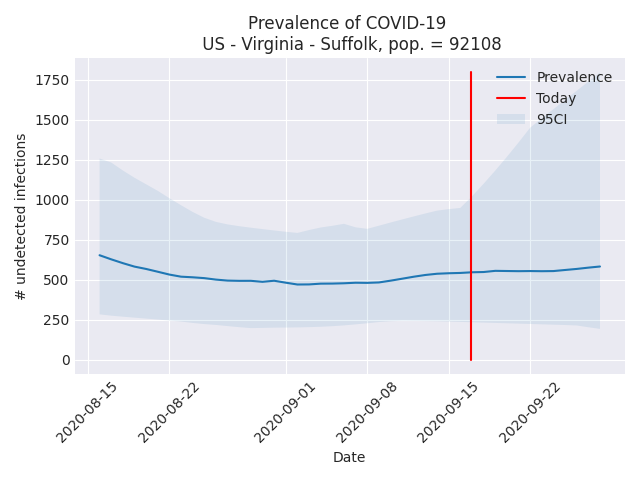 Prevalence of COVID-19
US - Virginia - Suffolk, pop. = 92108
Prevalence
Today
95CI
# undetected infections
1750
1500
1250
1000
750
500
250
0
2020-08-15
2020-08-22
2020-09-01
2020-09-08
2020-09-15
2020-09-22
Date